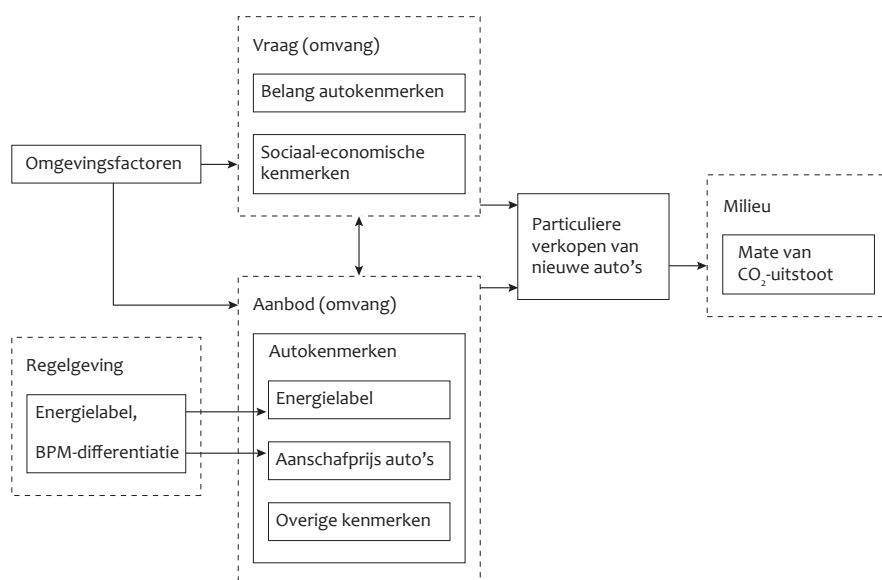 Vraag (omvang)
Belang autokenmerken
Sociaal-economische
kenmerken
Omgevingsfactoren
Particuliere
verkopen van
nieuwe auto's
Milieu
Mate van
CO₂-uitstoot
Aanbod (omvang)
Autokenmerken
Energielabel
Aanschafprijs auto's
Overige kenmerken
Regelgeving
Energielabel,
BPM-differentiatie